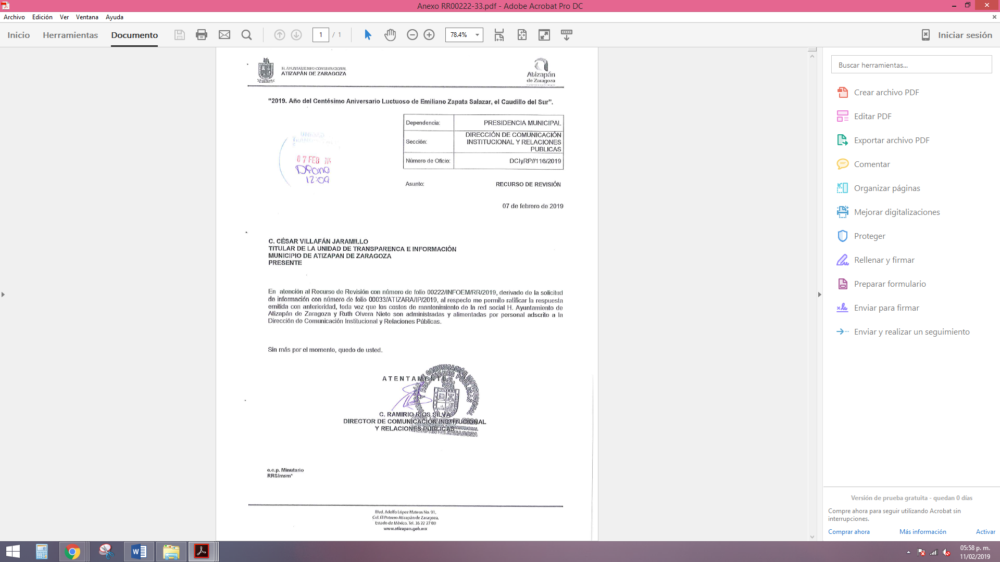 Anexo RR00222-33.pdf - Adobe Acrobat Pro DC
Archivo Edición Ver Ventana Ayuda
Inicio Herramientas Documento 1 / 1 78.4% Iniciar sesión
H. AYUNTAMIENTO CONSTITUCIONAL
ATIZAPÁN DE ZARAGOZA
Atizapán
de Zaragoza
"2019. Año del Centésimo Aniversario Luctuoso de Emiliano Zapata Salazar, el Caudillo del Sur".
Dependencia: PRESIDENCIA MUNICIPAL
Sección: DIRECCIÓN DE COMUNICACIÓN
INSTITUCIONAL Y RELACIONES
PUBLICAS
Número de Oficio: DCIyRP//116/2019
UNIDAD
07 FEB
Diana
12:09
Asunto: RECURSO DE REVISIÓN
07 de febrero de 2019
C. CÉSAR VILLAFÁN JARAMILLO
TITULAR DE LA UNIDAD DE TRANSPARENCA E INFORMACIÓN
MUNICIPIO DE ATIZAPAN DE ZARAGOZA
PRESENTE
En atención al Recurso de Revisión con número de folio 00222/INFOEM/RR/2019, derivado de la solicitud
de información con número de folio 00033/ATIZARA/IP/2019, al respecto me permito ratificar la respuesta
emitida con anterioridad, toda vez que los costos de mantenimiento de la red social H. Ayuntamiento de
Atizapán de Zaragoza y Ruth Olvera Nieto son administradas y alimentadas por personal adscrito a la
Dirección de Comunicación Institucional y Relaciones Públicas.
Sin más por el momento, quedo de usted.
ATENTAMENTE
DIRECCIÓN DE COMUNICACIÓN INSTITUCIONAL
Y RELACIONES PÚBLICAS
C. RAMIRIO RÍOS SILVA
DIRECTOR DE COMUNICACIÓN INSTITUCIONAL
Y RELACIONES PUBLICAS
ATIZAPÁN DE ZARAGOZA
c.c.p. Minutario
RRS/msm*
Blvd. Adolfo López Mateos No. 91,
Col. El Potrero Atizapán de Zaragoza,
Estado de México. Tel. 36 22 27 00
www.atizapan.gob.mx
Buscar herramientas...
Crear archivo PDF
Editar PDF
Exportar archivo PDF
Comentar
Organizar páginas
Mejorar digitalizaciones
Proteger
Rellenar y firmar
Preparar formulario
Enviar para firmar
Enviar y realizar un seguimiento
Versión de prueba gratuita - quedan 0 días
Compre ahora para seguir utilizando Acrobat sin
interrupciones.
Comprar ahora Más información Activar
05:58 p. m.
11/02/2019